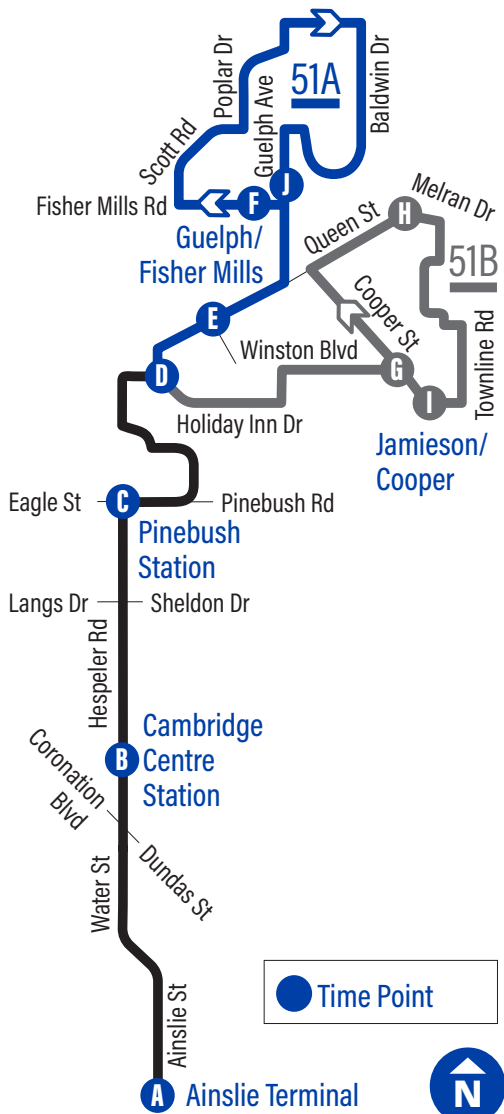 51A
Poplar Dr
Guelph Ave
Baldwin Dr
Scott Rd
J
F
Fisher Mills Rd
Guelph/
Fisher Mills
Queen St
H
Melran Dr
51B
Cooper St
Townline Rd
E
Winston Blvd
D
G
I
Holiday Inn Dr
Jamieson/
Cooper
Eagle St
C
Pinebush Rd
Pinebush
Station
Langs Dr
Sheldon Dr
Hespeler Rd
B
Cambridge
Centre
Station
Coronation
Blvd
Dundas St
Water St
Ainslie St
Time Point
A
Ainslie Terminal
N